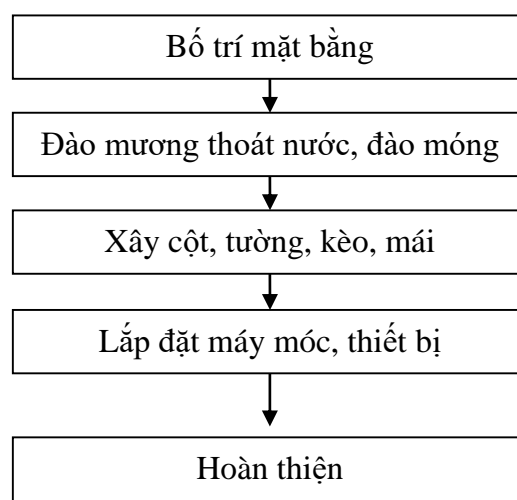 Bố trí mặt bằng
Đào mương thoát nước, đào móng
Xây cột, tường, kèo, mái
Lắp đặt máy móc, thiết bị
Hoàn thiện